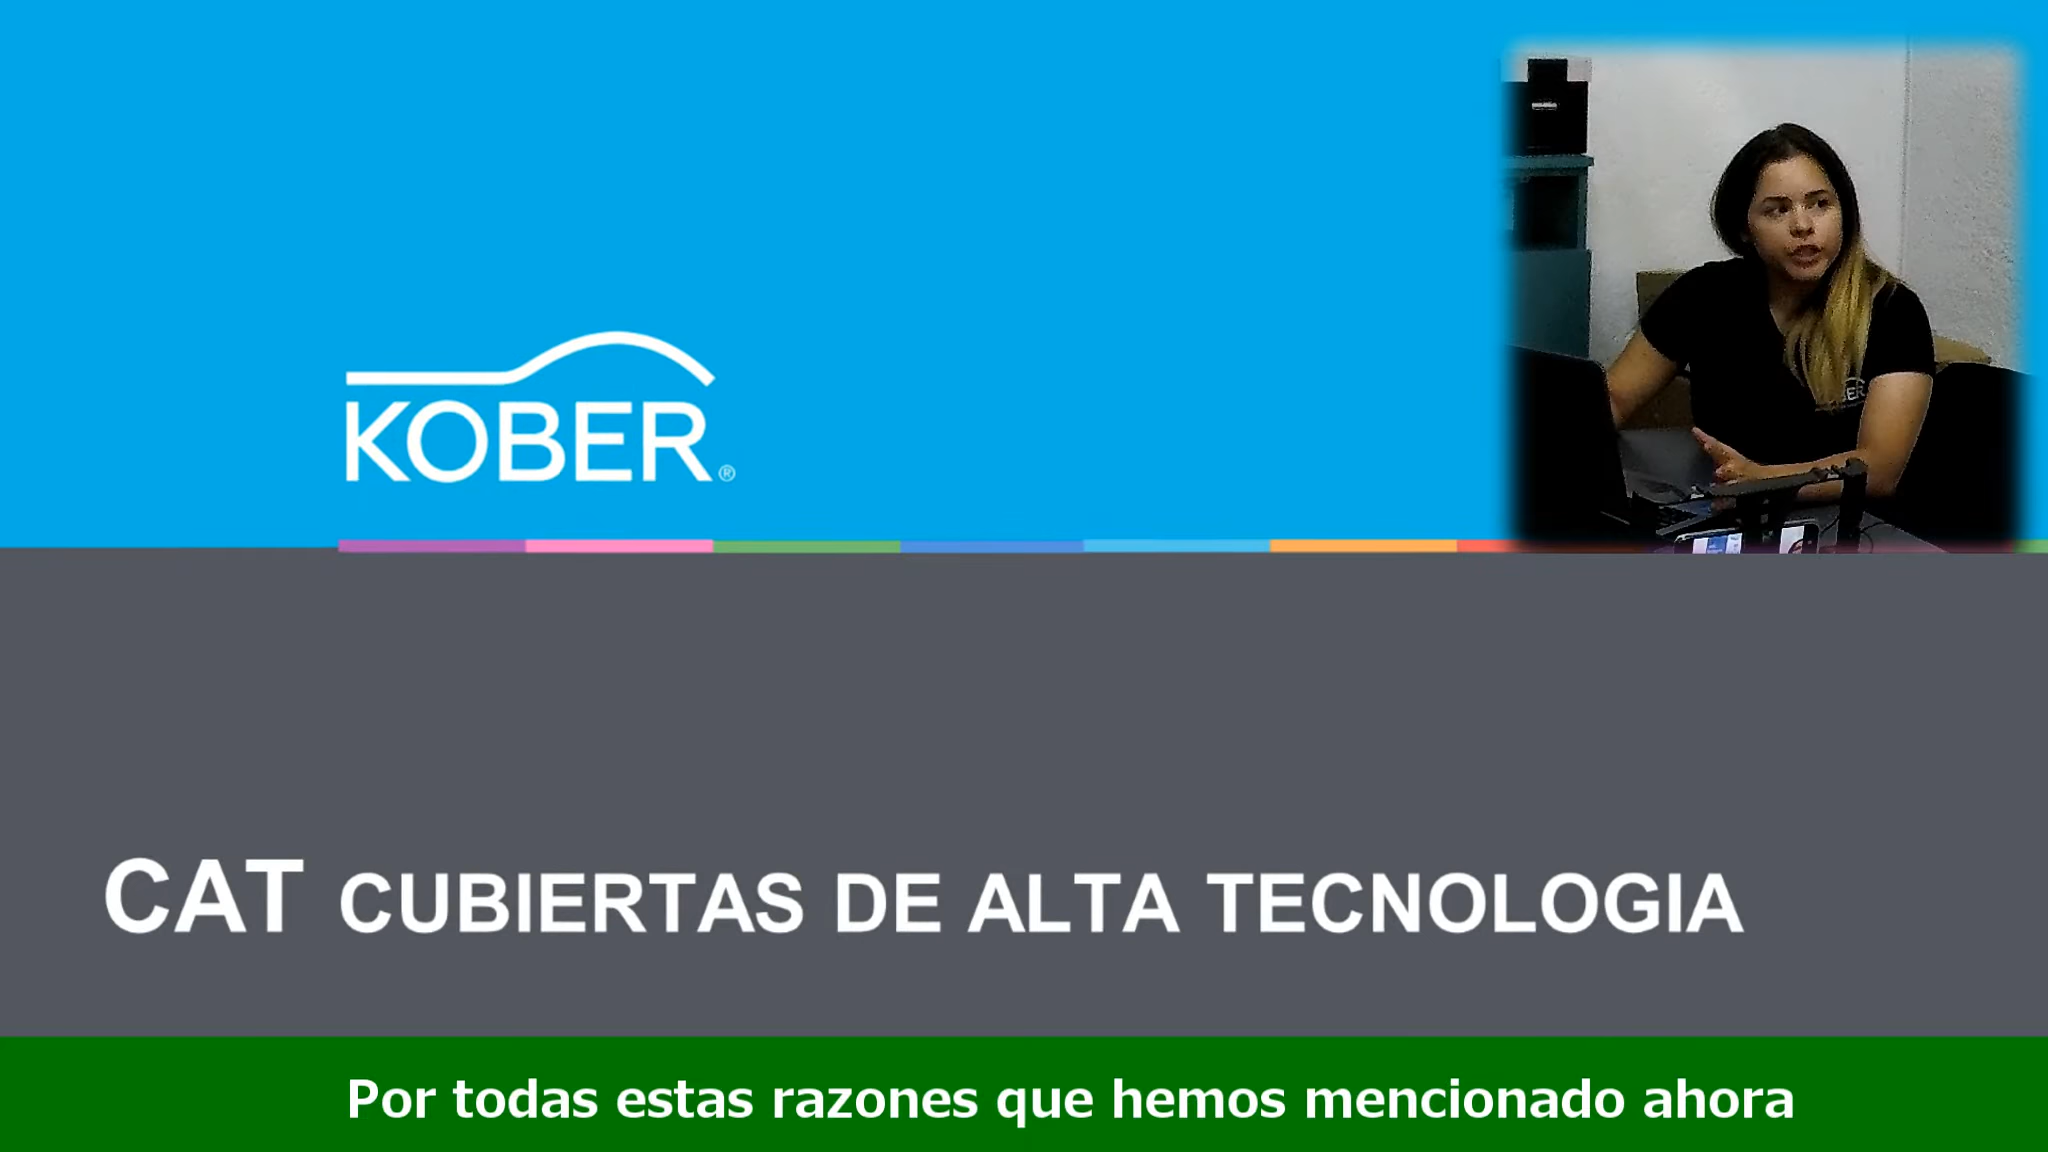 KOBER®
CAT CUBIERTAS DE ALTA TECNOLOGIA
Por todas estas razones que hemos mencionado ahora